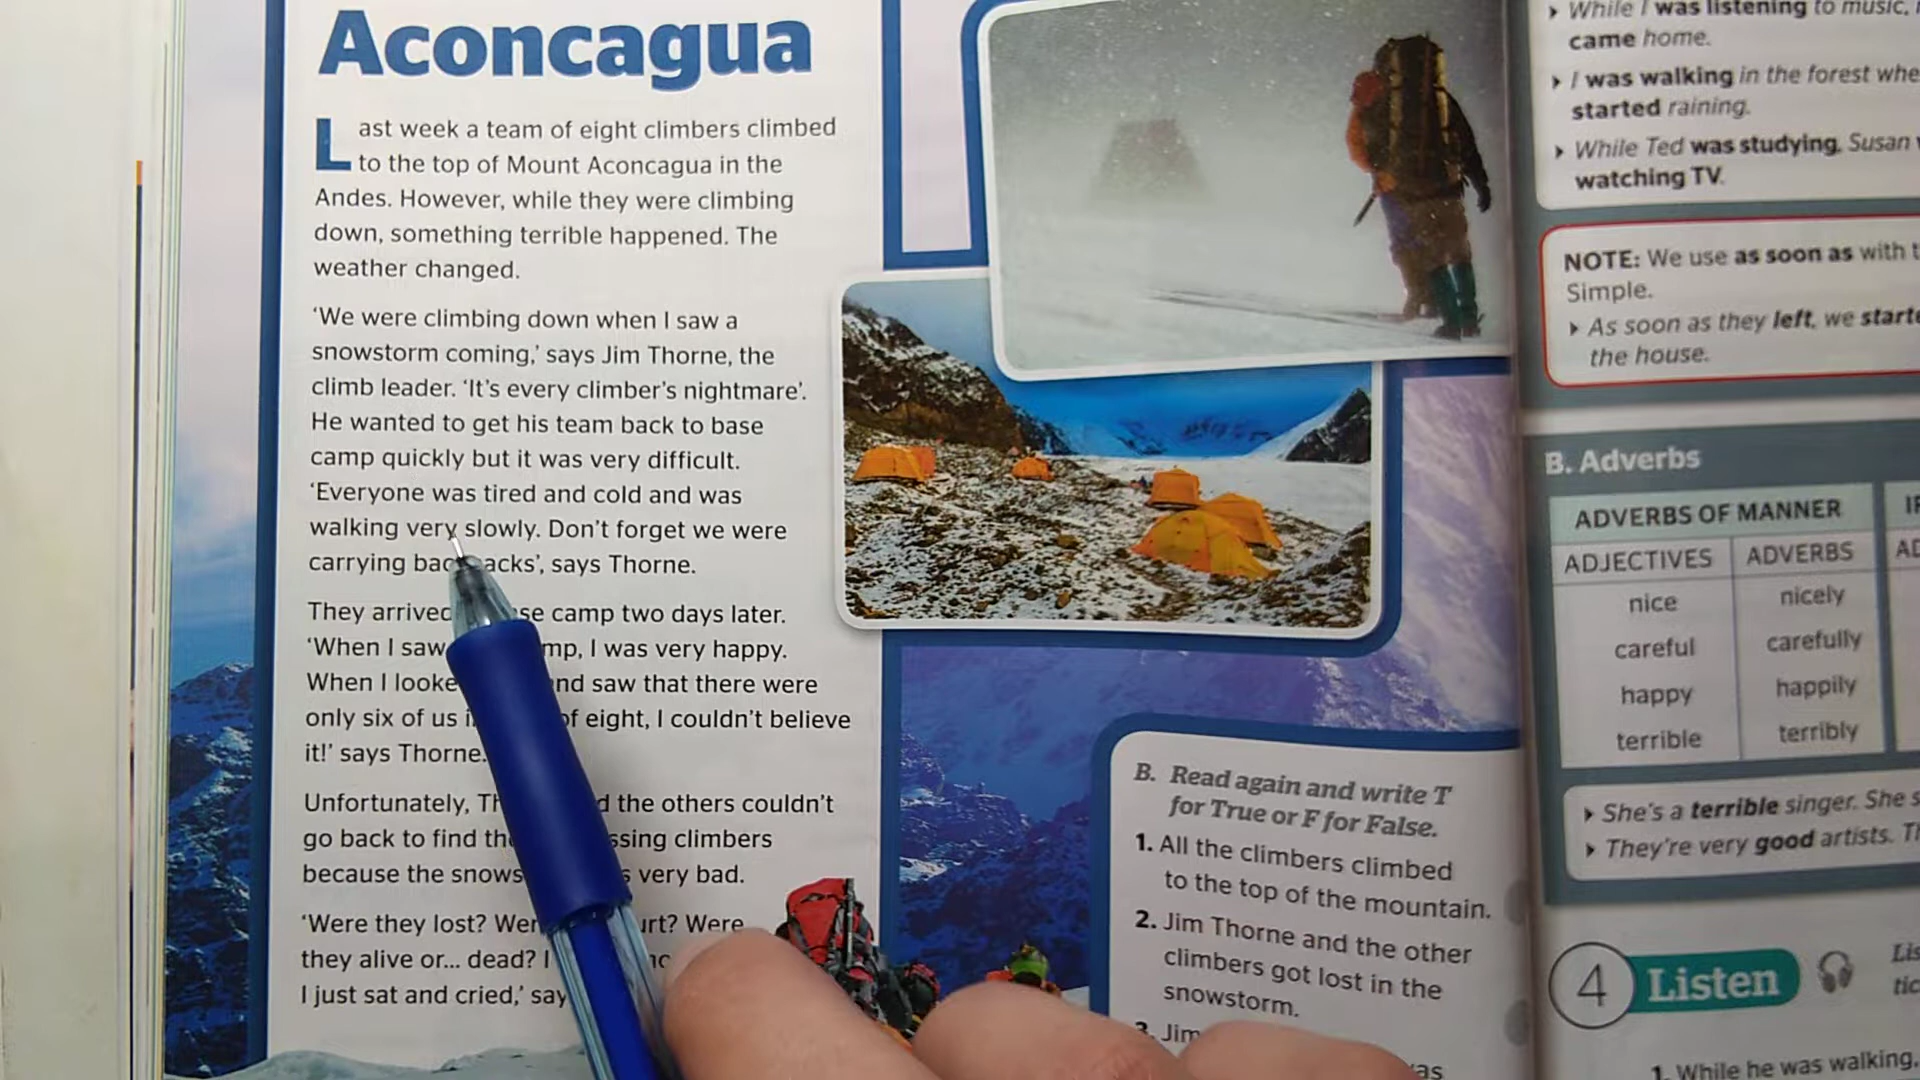 Aconcagua
Last week a team of eight climbers climbed
to the top of Mount Aconcagua in the
Andes. However, while they were climbing
down, something terrible happened. The
weather changed.
‘We were climbing down when I saw a
snowstorm coming,’ says Jim Thorne, the
climb leader. ‘It’s every climber’s nightmare’.
He wanted to get his team back to base
camp quickly but it was very difficult.
‘Everyone was tired and cold and was
walking very slowly. Don’t forget we were
carrying backpacks’, says Thorne.
They arrived camp two days later.
‘When I saw I was very happy.
When I and saw that there were
only six of us of eight, I couldn’t believe
it!’ says Thorne.
Unfortunately, the others couldn’t
go back to find climbers
because the very bad.
‘Were they lost? Were
they alive or... dead? I
I just sat and cried,’
B. Read again and write T
for True or F for False.
1. All the climbers climbed
to the top of the mountain.
2. Jim Thorne and the other
climbers got lost in the
snowstorm.
3. Jim
▸ While I was listening to music,
came home.
▸ I was walking in the forest
started raining.
▸ While Ted was studying, Susan
watching TV.
NOTE: We use as soon as with
Simple.
▸ As soon as they left, we
the house.
B. Adverbs
ADVERBS OF MANNER
ADJECTIVES ADVERBS
nice nicely
careful carefully
happy happily
terrible terribly
▸ She’s a terrible singer. She
▸ They’re very good artists.
4 Listen
1. While he was walking,